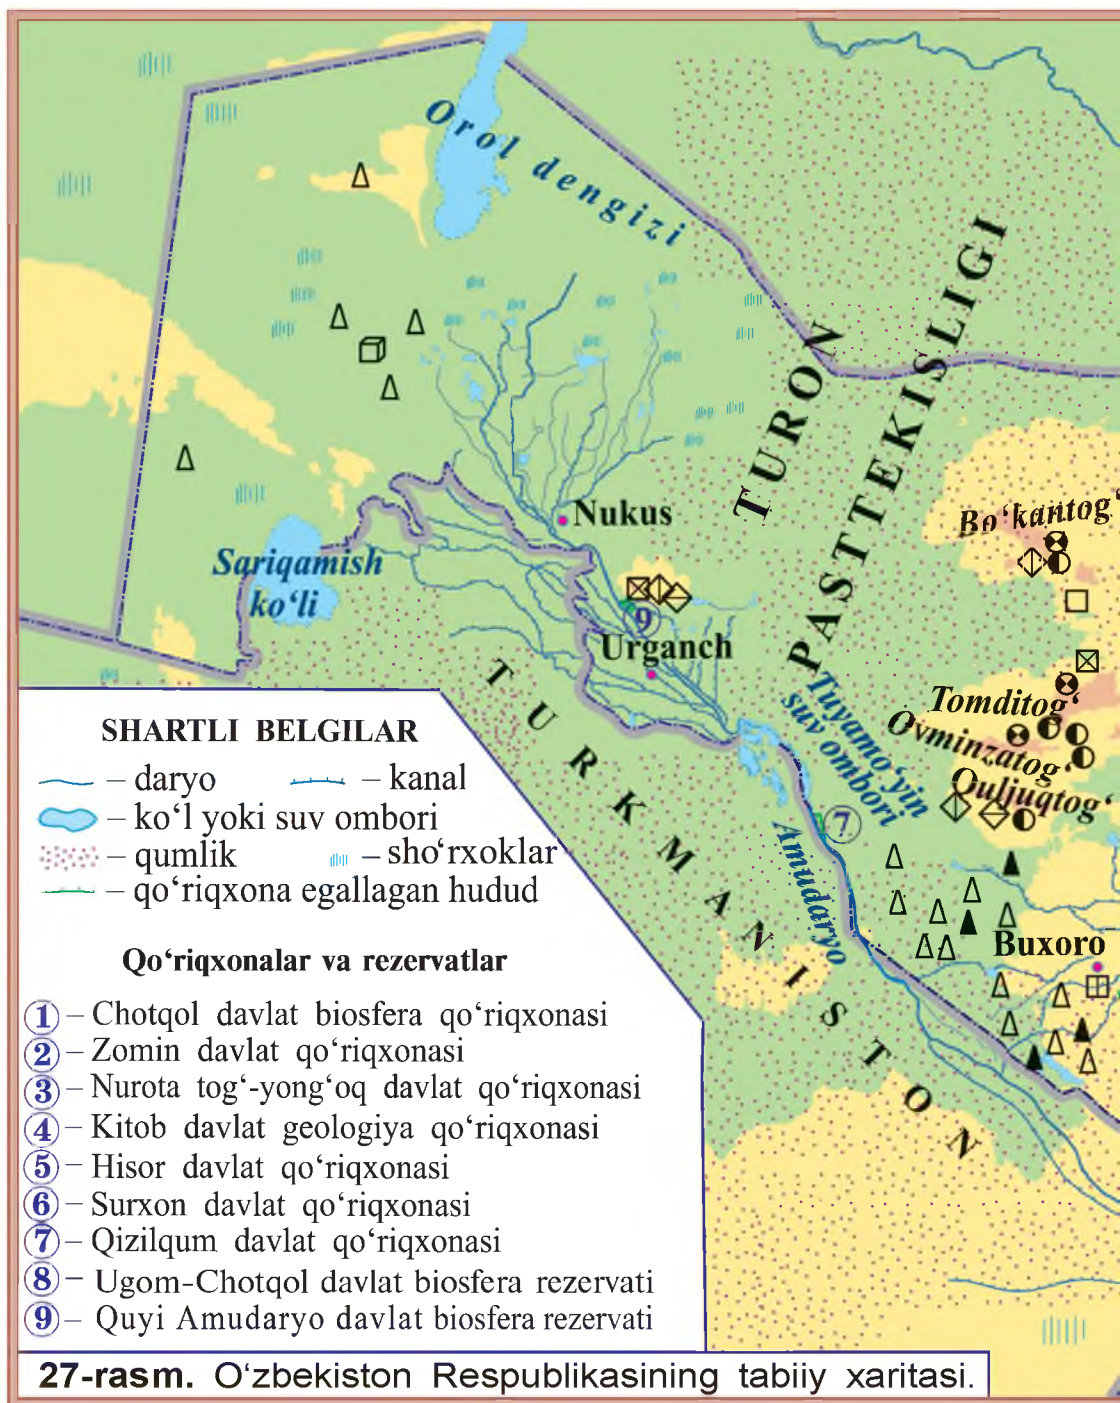 Orol dengizi
TURON
PASTTEKISLIGI
Nukus
Bo‘kantog‘
Sariqamish
ko‘li
9
Urganch
TURKMANISTON
Tuyamo‘yin
suv ombori
Tomditog‘
Ovminzatog‘
Quljuqtog‘
7
Amudaryo
Buxoro
SHARTLI BELGILAR
– daryo
– kanal
– ko‘l yoki suv ombori
– qumlik
– sho‘rxoklar
– qo‘riqxona egallagan hudud
Qo‘riqxonalar va rezervatlar
1 – Chotqol davlat biosfera qo‘riqxonasi
2 – Zomin davlat qo‘riqxonasi
3 – Nurota tog‘-yong‘oq davlat qo‘riqxonasi
4 – Kitob davlat geologiya qo‘riqxonasi
5 – Hisor davlat qo‘riqxonasi
6 – Surxon davlat qo‘riqxonasi
7 – Qizilqum davlat qo‘riqxonasi
8 – Ugom-Chotqol davlat biosfera rezervati
9 – Quyi Amudaryo davlat biosfera rezervati
27-rasm. O‘zbekiston Respublikasining tabiiy xaritasi.